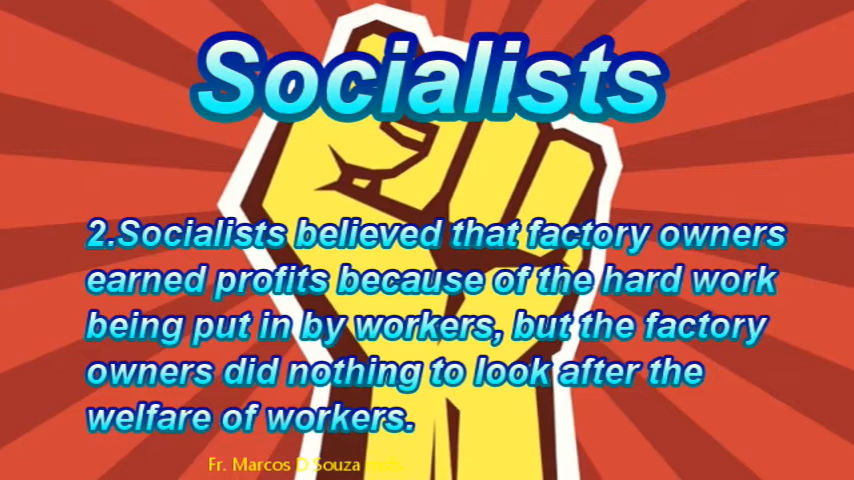 Socialists
2.Socialists believed that factory owners
earned profits because of the hard work
being put in by workers, but the factory
owners did nothing to look after the
welfare of workers.
Fr. Marcos D Souza